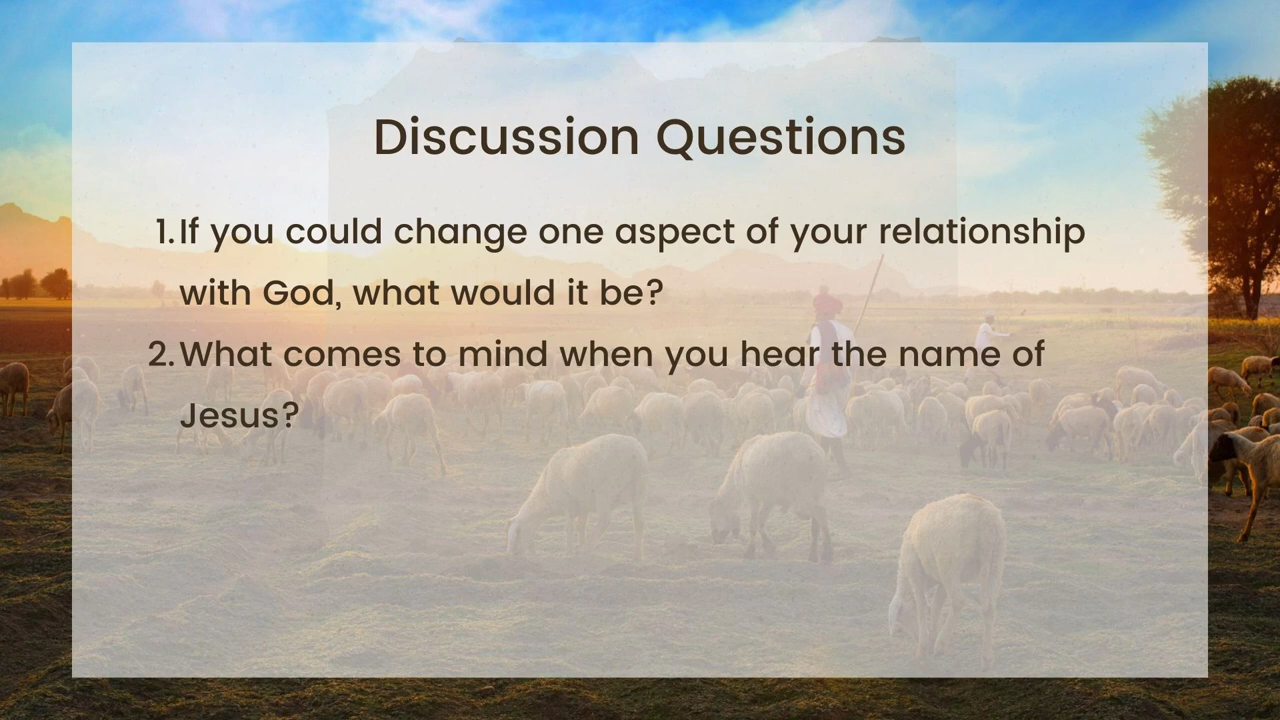 Discussion Questions
1. If you could change one aspect of your relationship
with God, what would it be?
2. What comes to mind when you hear the name of
Jesus?